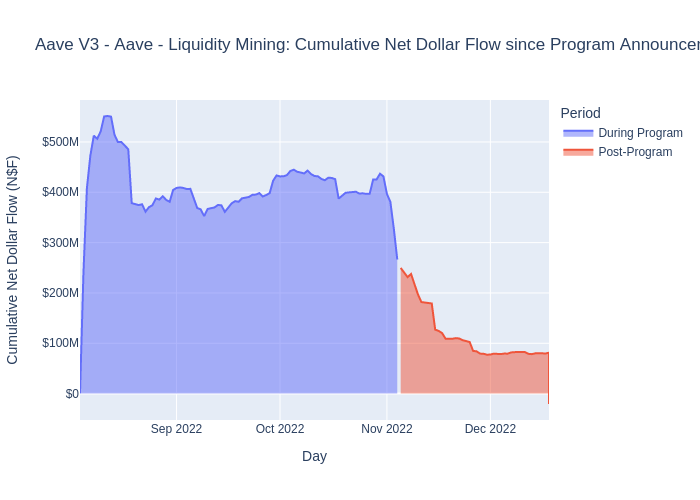 Aave V3 - Aave - Liquidity Mining: Cumulative Net Dollar Flow since Program
Period
During Program
Post-Program
Cumulative Net Dollar Flow (N$F)
$500M
$400M
$300M
$200M
$100M
$0
Sep 2022
Oct 2022
Nov 2022
Dec 2022
Day